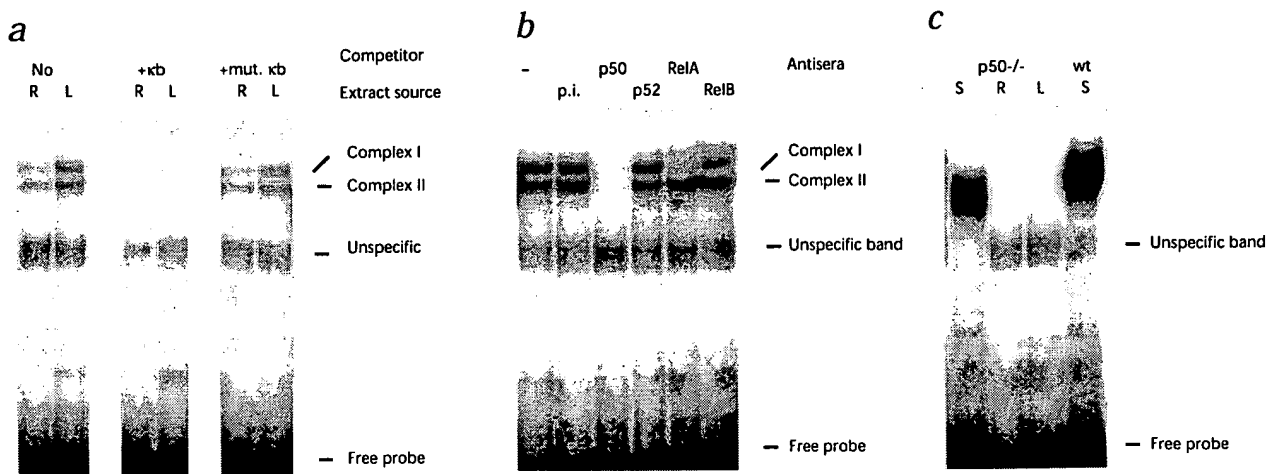 a
No +κb +mut. κb Competitor
R L R L R L Extract source
Complex I
Complex II
Unspecific
Free probe
b
– p50 RelA Antisera
p.i. p52 RelB
Complex I
Complex II
Unspecific band
Free probe
c
p50-/- wt
S R L S
Unspecific band
Free probe